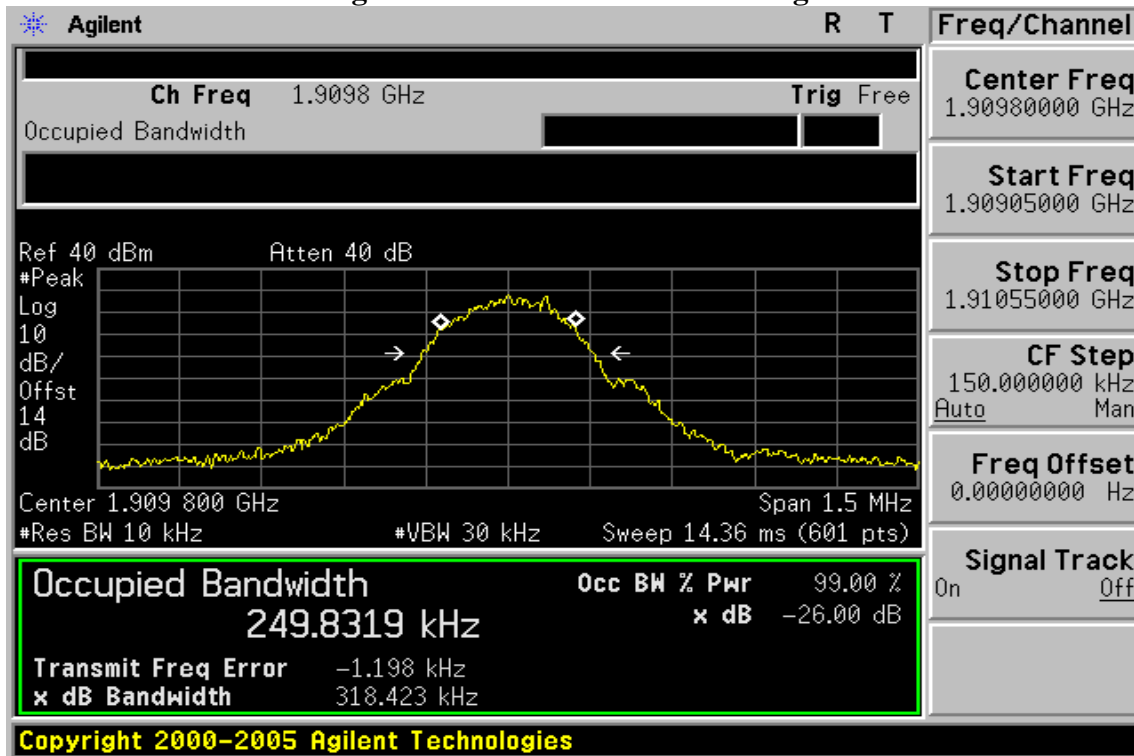 Agilent R T
Freq/Channel
Ch Freq 1.9098 GHz Trig Free
Occupied Bandwidth
Center Freq
1.90980000 GHz
Start Freq
1.90905000 GHz
Stop Freq
1.91055000 GHz
CF Step
150.000000 kHz
Auto Man
Freq Offset
0.00000000 Hz
Signal Track
On Off
Ref 40 dBm Atten 40 dB
#Peak
Log
10
dB/
Offst
14
dB
Center 1.909 800 GHz Span 1.5 MHz
#Res BW 10 kHz #VBW 30 kHz Sweep 14.36 ms (601 pts)
Occupied Bandwidth
249.8319 kHz
Occ BW % Pwr 99.00 %
x dB -26.00 dB
Transmit Freq Error -1.198 kHz
x dB Bandwidth 318.423 kHz
Copyright 2000-2005 Agilent Technologies